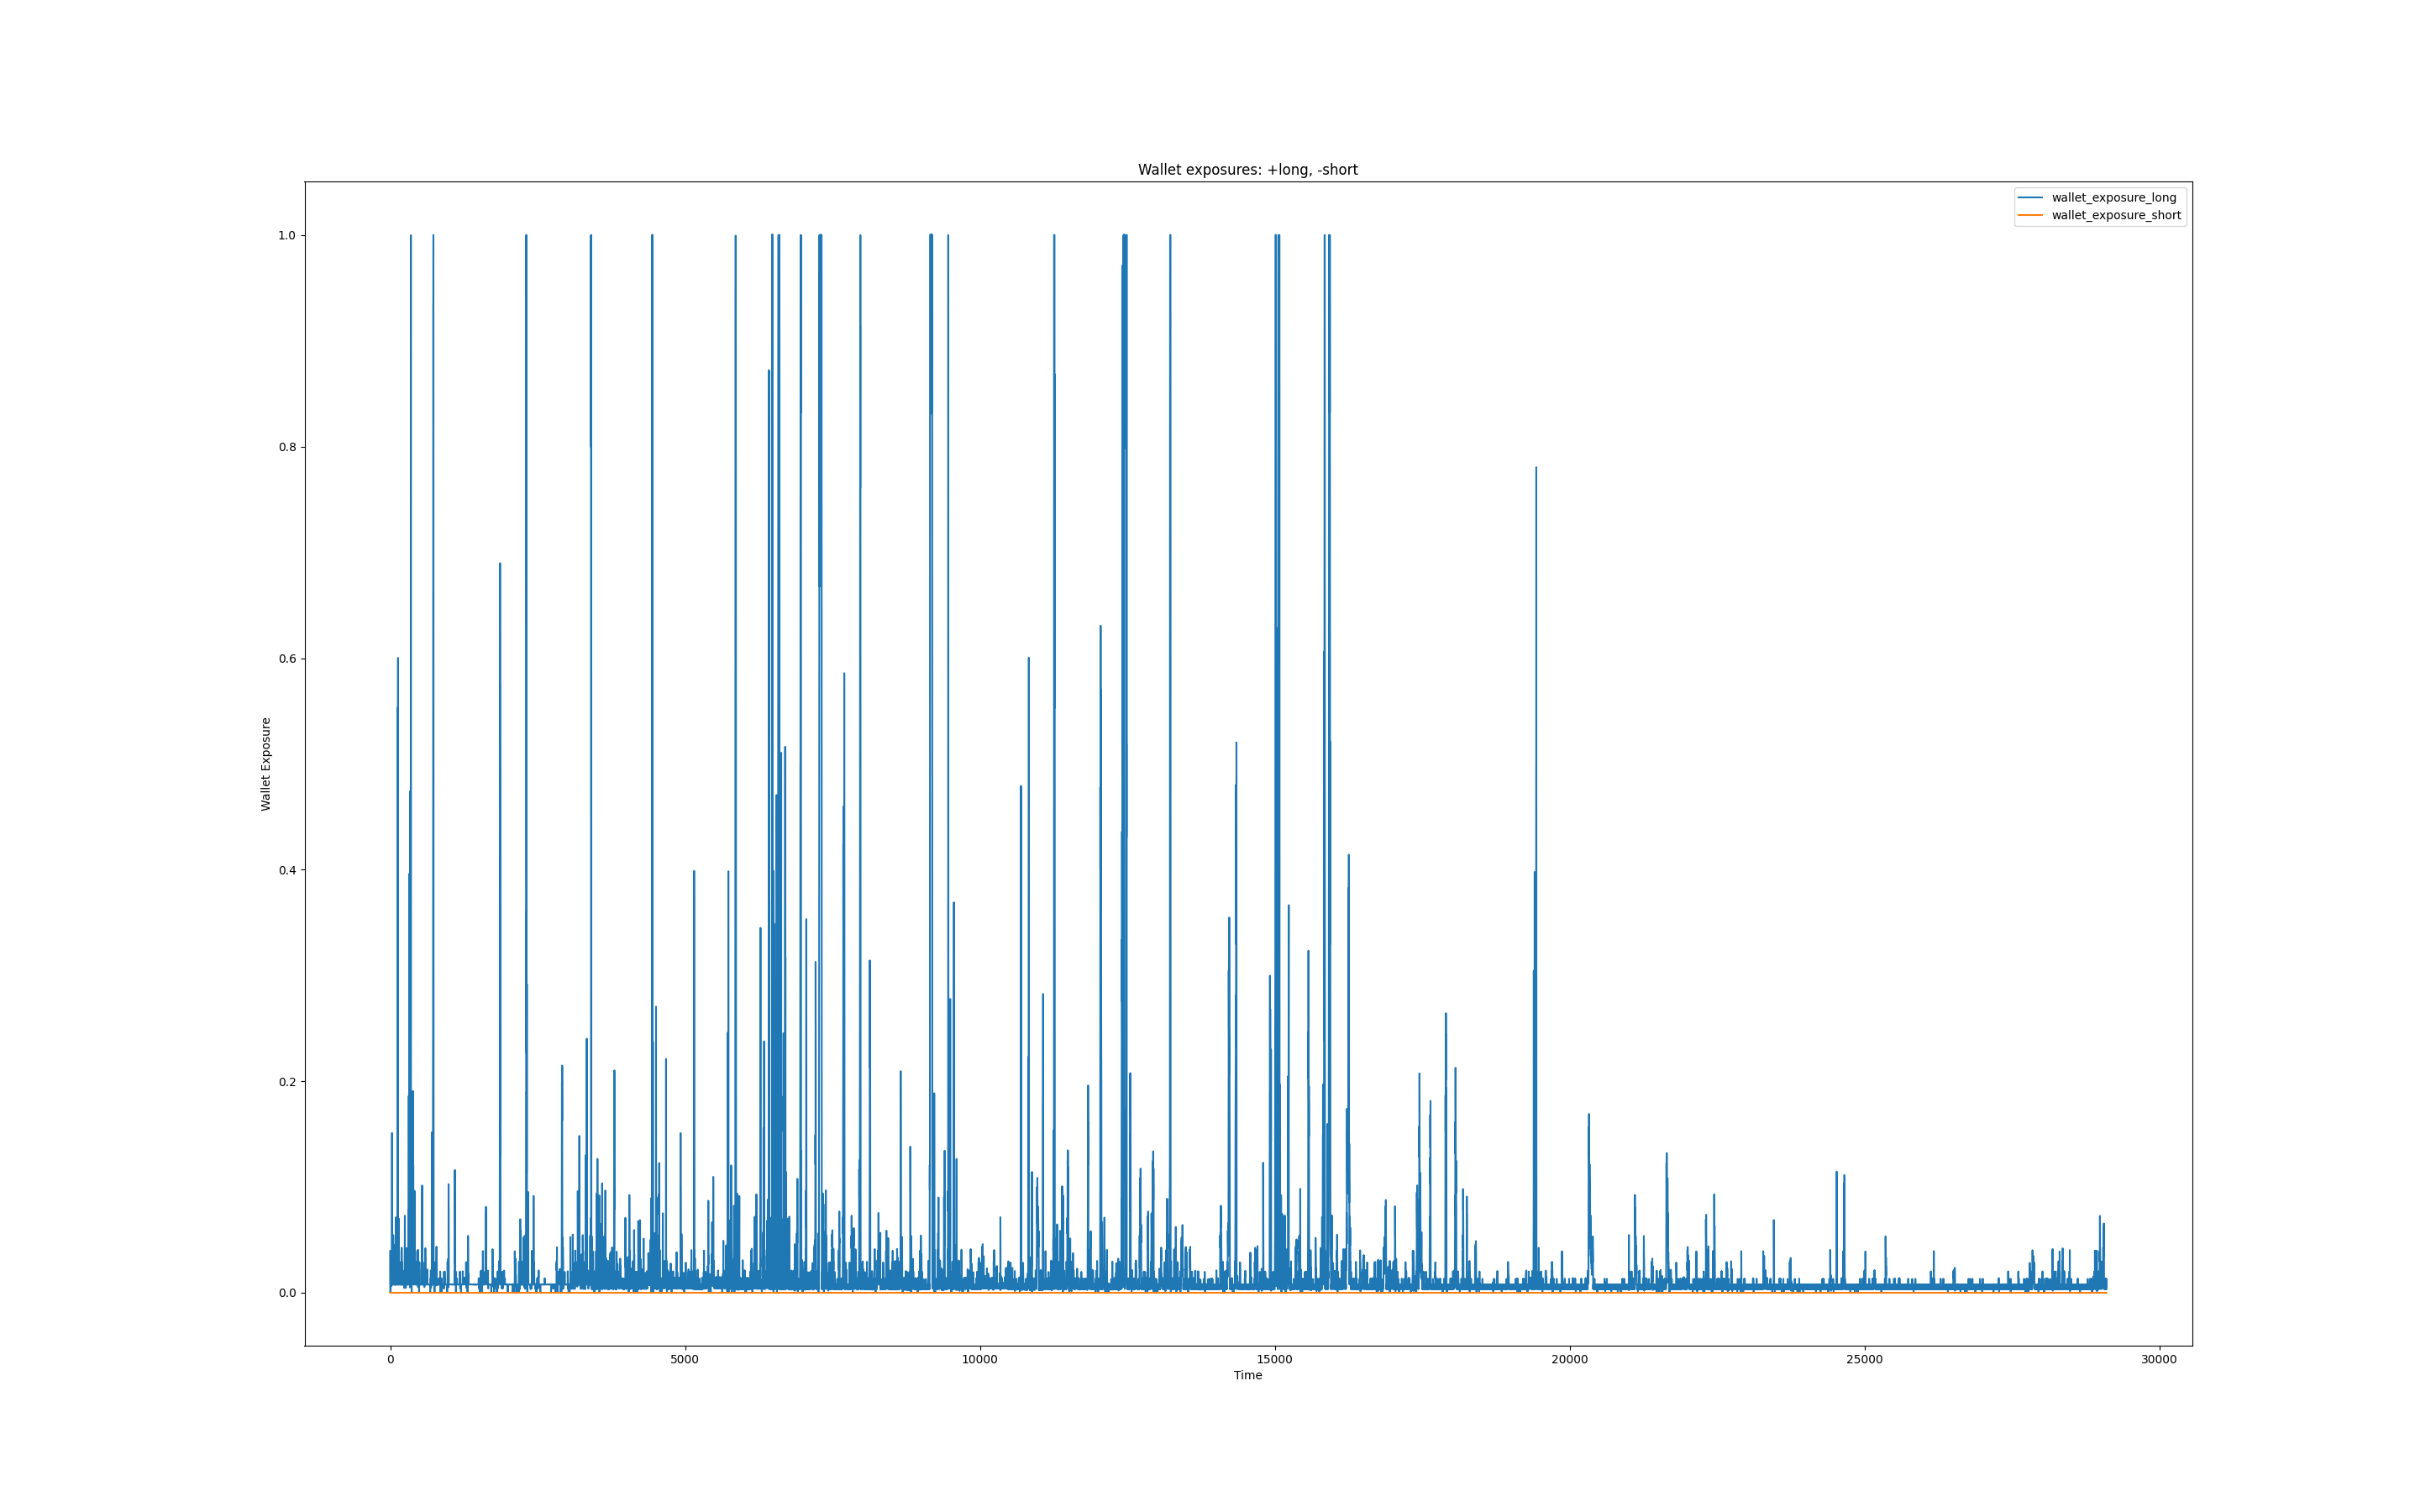 Wallet exposures: +long, -short
wallet_exposure_long
wallet_exposure_short
1.0
0.8
0.6
0.4
0.2
0.0
Wallet Exposure
0 5000 10000 15000 20000 25000 30000
Time